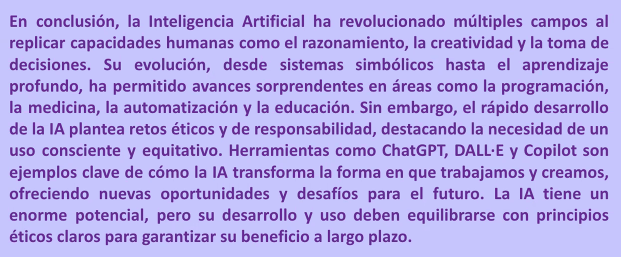 En conclusión, la Inteligencia Artificial ha revolucionado múltiples campos al
replicar capacidades humanas como el razonamiento, la creatividad y la toma de
decisiones. Su evolución, desde sistemas simbólicos hasta el aprendizaje
profundo, ha permitido avances sorprendentes en áreas como la programación,
la medicina, la automatización y la educación. Sin embargo, el rápido desarrollo
de la IA plantea retos éticos y de responsabilidad, destacando la necesidad de un
uso consciente y equitativo. Herramientas como ChatGPT, DALL·E y Copilot son
ejemplos clave de cómo la IA transforma la forma en que trabajamos y creamos,
ofreciendo nuevas oportunidades y desafíos para el futuro. La IA tiene un
enorme potencial, pero su desarrollo y uso deben equilibrarse con principios
éticos claros para garantizar su beneficio a largo plazo.